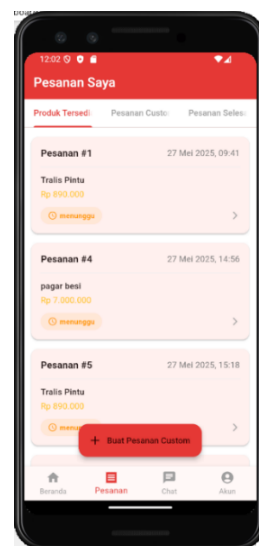 12:02
Pesanan Saya
Produk Tersedi
Pesanan Custo
Pesanan Seles
Pesanan #1
27 Mei 2025, 09:41
Tralis Pintu
Rp 890.000
menunggu
Pesanan #4
27 Mei 2025, 14:56
pagar besi
Rp 7.000.000
menunggu
Pesanan #5
27 Mei 2025, 15:18
Tralis Pintu
Rp 890.000
+ Buat Pesanan Custom
Beranda
Pesanan
Chat
Akun